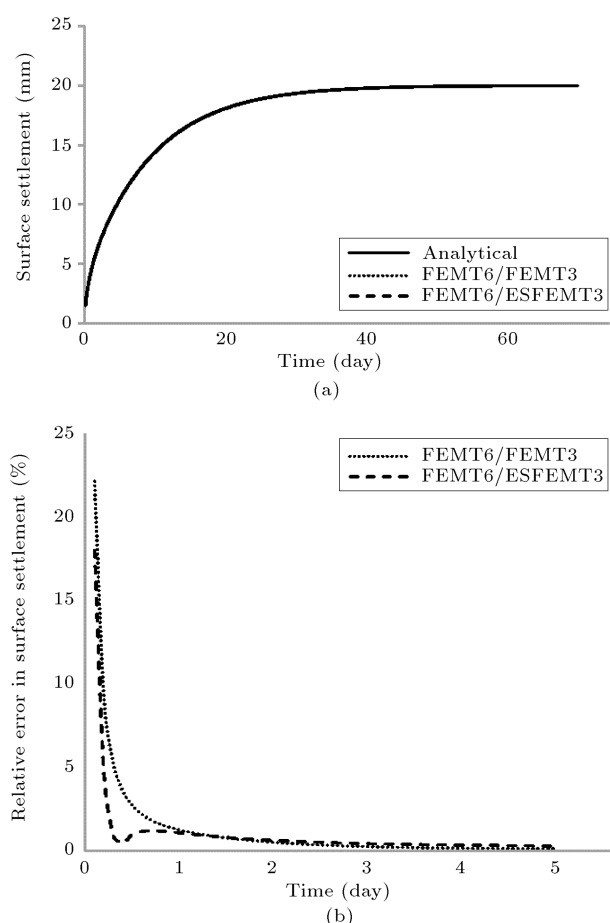 25
20
15
10
5
0
Surface settlement (mm)
Analytical
FEMT6/FEMT3
FEMT6/ESFEMT3
0
20
40
60
Time (day)
(a)
25
20
15
10
5
0
Relative error in surface settlement (%)
FEMT6/FEMT3
FEMT6/ESFEMT3
0
1
2
3
4
5
Time (day)
(b)